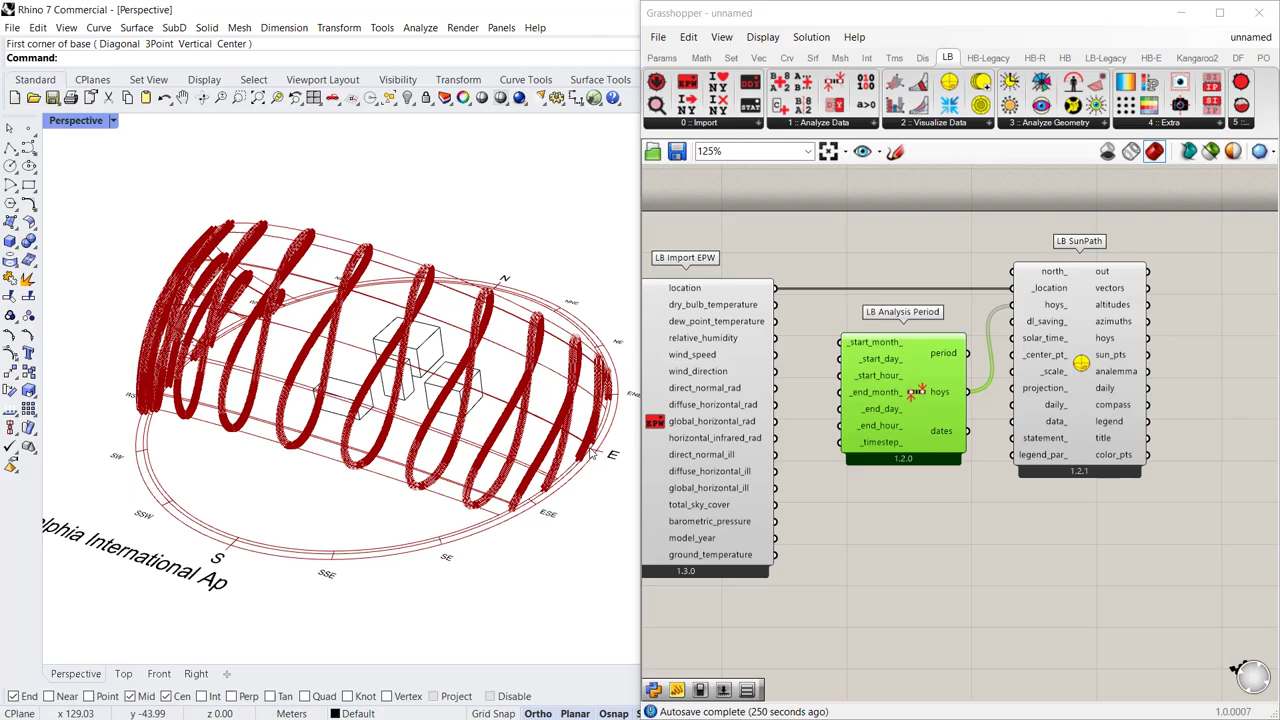 Rhino 7 Commercial - [Perspective]
File Edit View Curve Surface SubD Solid Mesh Dimension Transform Tools Analyze Render Panels Help
First corner of base ( Diagonal 3Point Vertical Center )
Command:
Standard CPlanes Set View Display Select Viewport Layout Visibility Transform Curve Tools Surface Tools
Perspective
N
NNE
NE
ENE
E
ESE
SE
SSE
S
SSW
SW
elphia International Ap
Perspective Top Front Right
End Near Point Mid Cen Int Perp Tan Quad Knot Vertex Project Disable
CPlane x 129.03 y -43.99 z 0.00 Meters Default Grid Snap Ortho Planar Osnap
Grasshopper - unnamed
File Edit View Display Solution Help unnamed
Params Math Set Vec Crv Srf Msh Int Trns Dis LB HB-Legacy HB-R HB LB-Legacy HB-E Kangaroo2 DF PO
0 :: Import 1 :: Analyze Data 2 :: Visualize Data 3 :: Analyze Geometry 4 :: Extra 5 ::..
125%
LB Import EPW
location
dry_bulb_temperature
dew_point_temperature
relative_humidity
wind_speed
wind_direction
direct_normal_rad
diffuse_horizontal_rad
global_horizontal_rad
horizontal_infrared_rad
direct_normal_ill
diffuse_horizontal_ill
global_horizontal_ill
total_sky_cover
barometric_pressure
model_year
ground_temperature
EPW
1.3.0
LB Analysis Period
_start_month_
_start_day_
_start_hour_
_end_month_
_end_day_
_end_hour_
_timestep_
period
hoys
dates
1.2.0
LB SunPath
north_ out
_location vectors
hoys_ altitudes
dl_saving_ azimuths
solar_time_ hoys
_center_pt_ sun_pts
_scale_ analemma
projection_ daily
daily_ compass
data_ legend
statement_ title
legend_par_ color_pts
1.2.1
Autosave complete (250 seconds ago) 1.0.0007